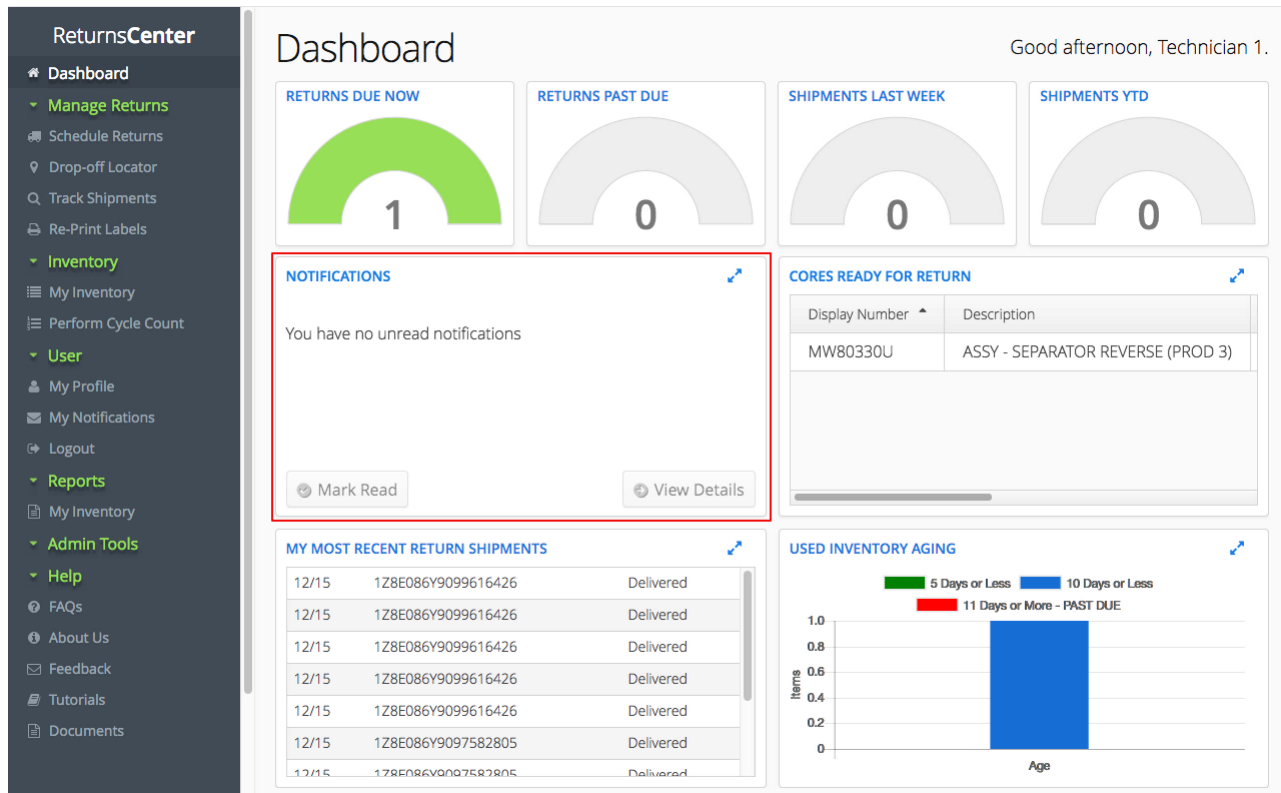 ReturnsCenter
Dashboard
Manage Returns
Schedule Returns
Drop-off Locator
Track Shipments
Re-Print Labels
Inventory
My Inventory
Perform Cycle Count
User
My Profile
My Notifications
Logout
Reports
My Inventory
Admin Tools
Help
FAQs
About Us
Feedback
Tutorials
Documents
Dashboard
Good afternoon, Technician 1.
RETURNS DUE NOW
1
RETURNS PAST DUE
0
SHIPMENTS LAST WEEK
0
SHIPMENTS YTD
0
NOTIFICATIONS
You have no unread notifications
Mark Read
View Details
CORES READY FOR RETURN
Display Number Description
MW80330U ASSY - SEPARATOR REVERSE (PROD 3)
MY MOST RECENT RETURN SHIPMENTS
12/15 1Z8E086Y9099616426 Delivered
12/15 1Z8E086Y9099616426 Delivered
12/15 1Z8E086Y9099616426 Delivered
12/15 1Z8E086Y9099616426 Delivered
12/15 1Z8E086Y9099616426 Delivered
12/15 1Z8E086Y9097582805 Delivered
12/15 1Z8E086Y9097582805 Delivered
USED INVENTORY AGING
5 Days or Less 10 Days or Less
11 Days or More - PAST DUE
1.0
0.8
0.6
0.4
0.2
0
Items
Age